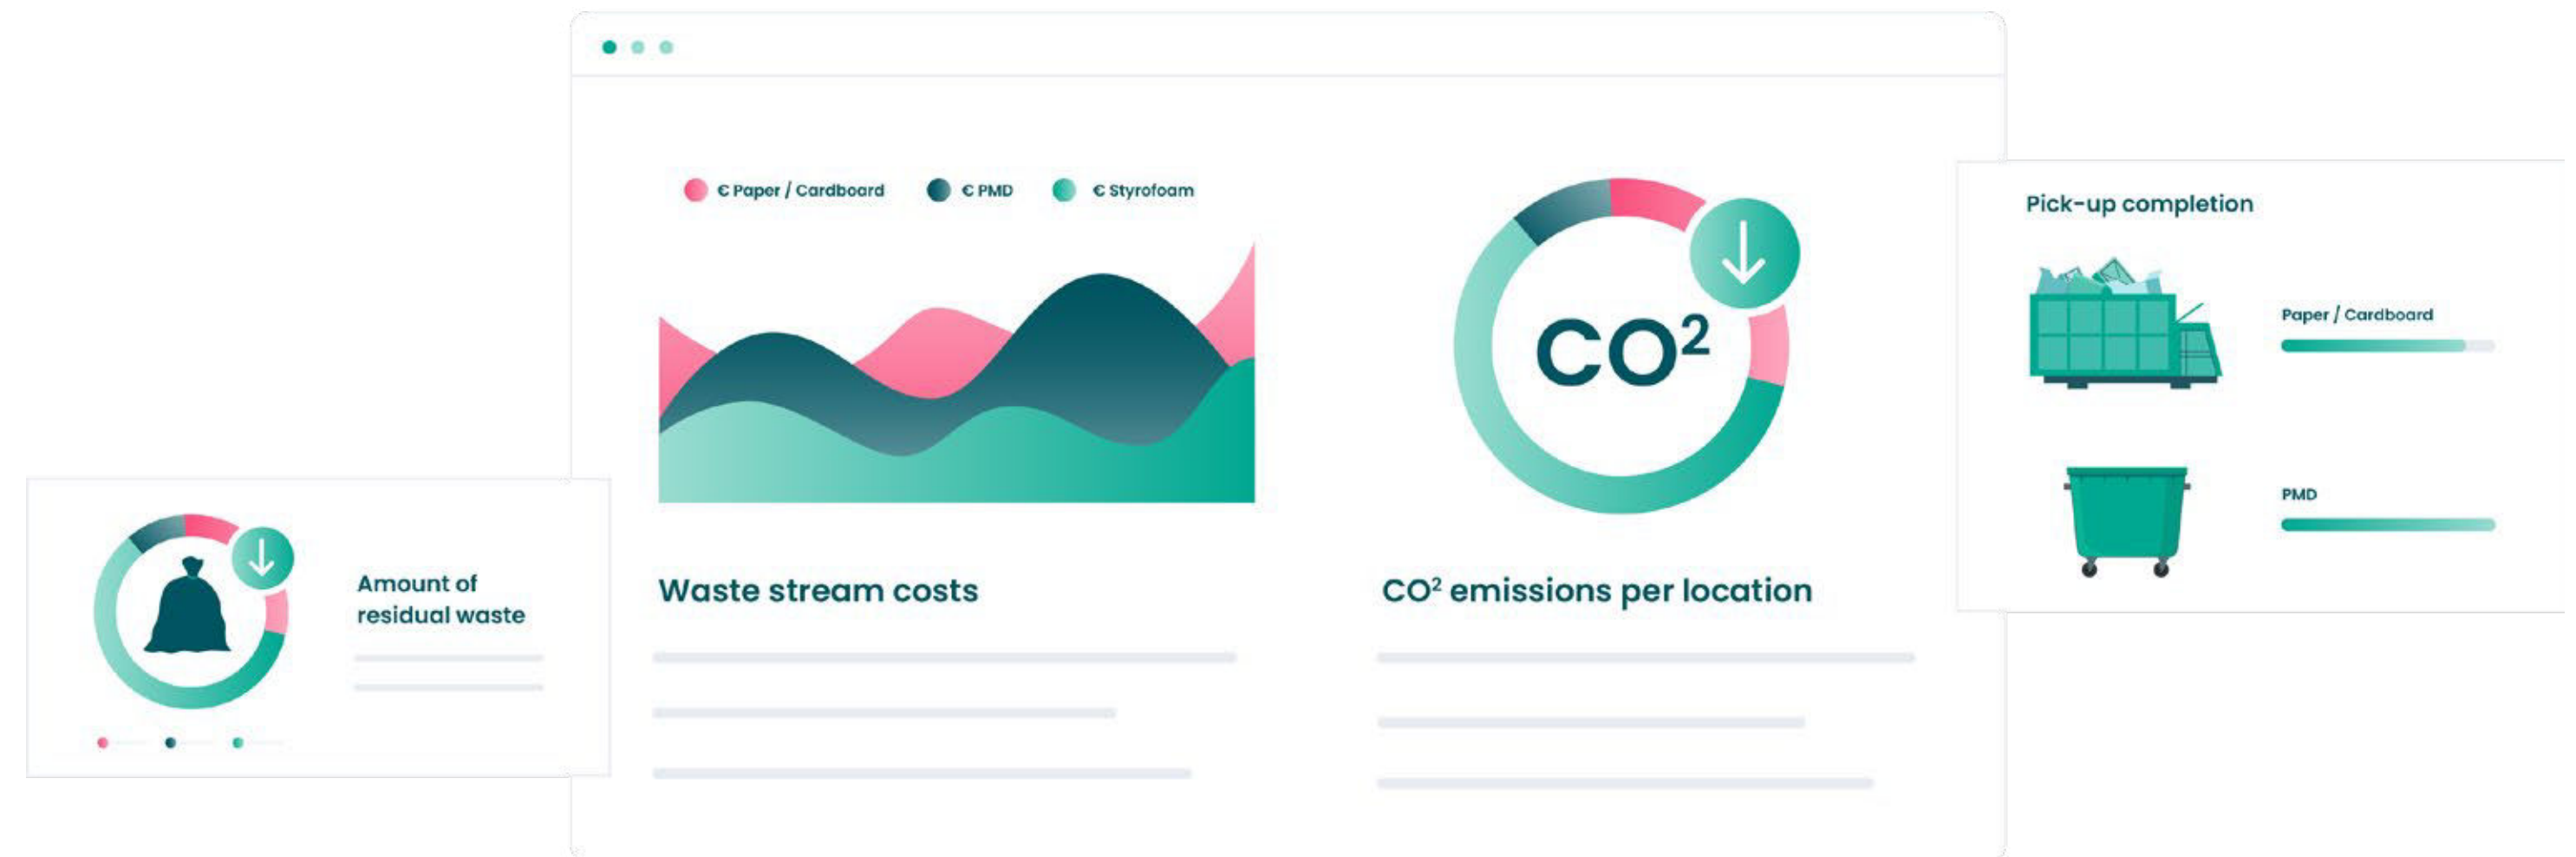 € Paper / Cardboard
€ PMD
€ Styrofoam
CO²
Waste stream costs
CO² emissions per location
Amount of
residual waste
Pick-up completion
Paper / Cardboard
PMD